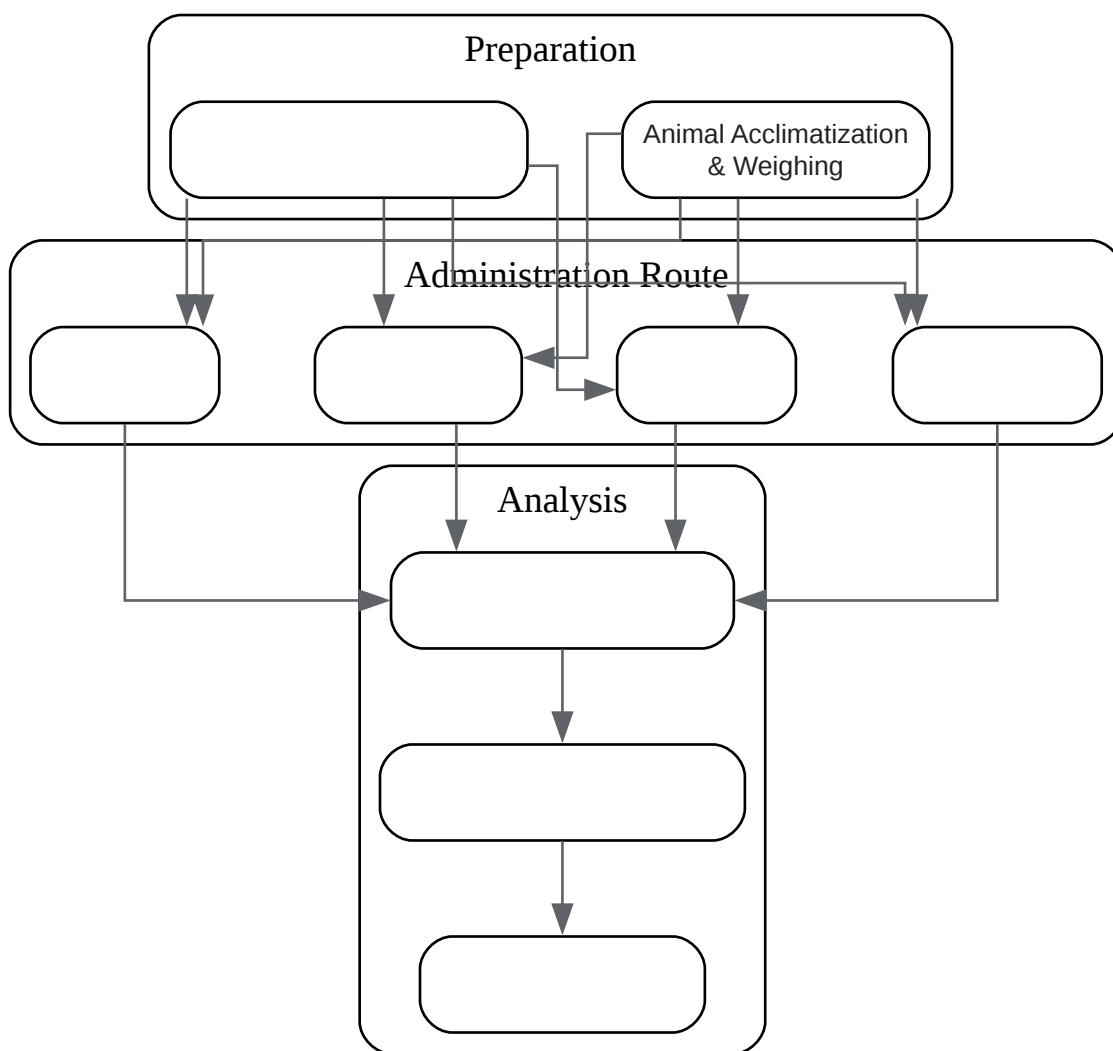 Preparation
Animal Acclimatization
& Weighing
Administration Route
Analysis